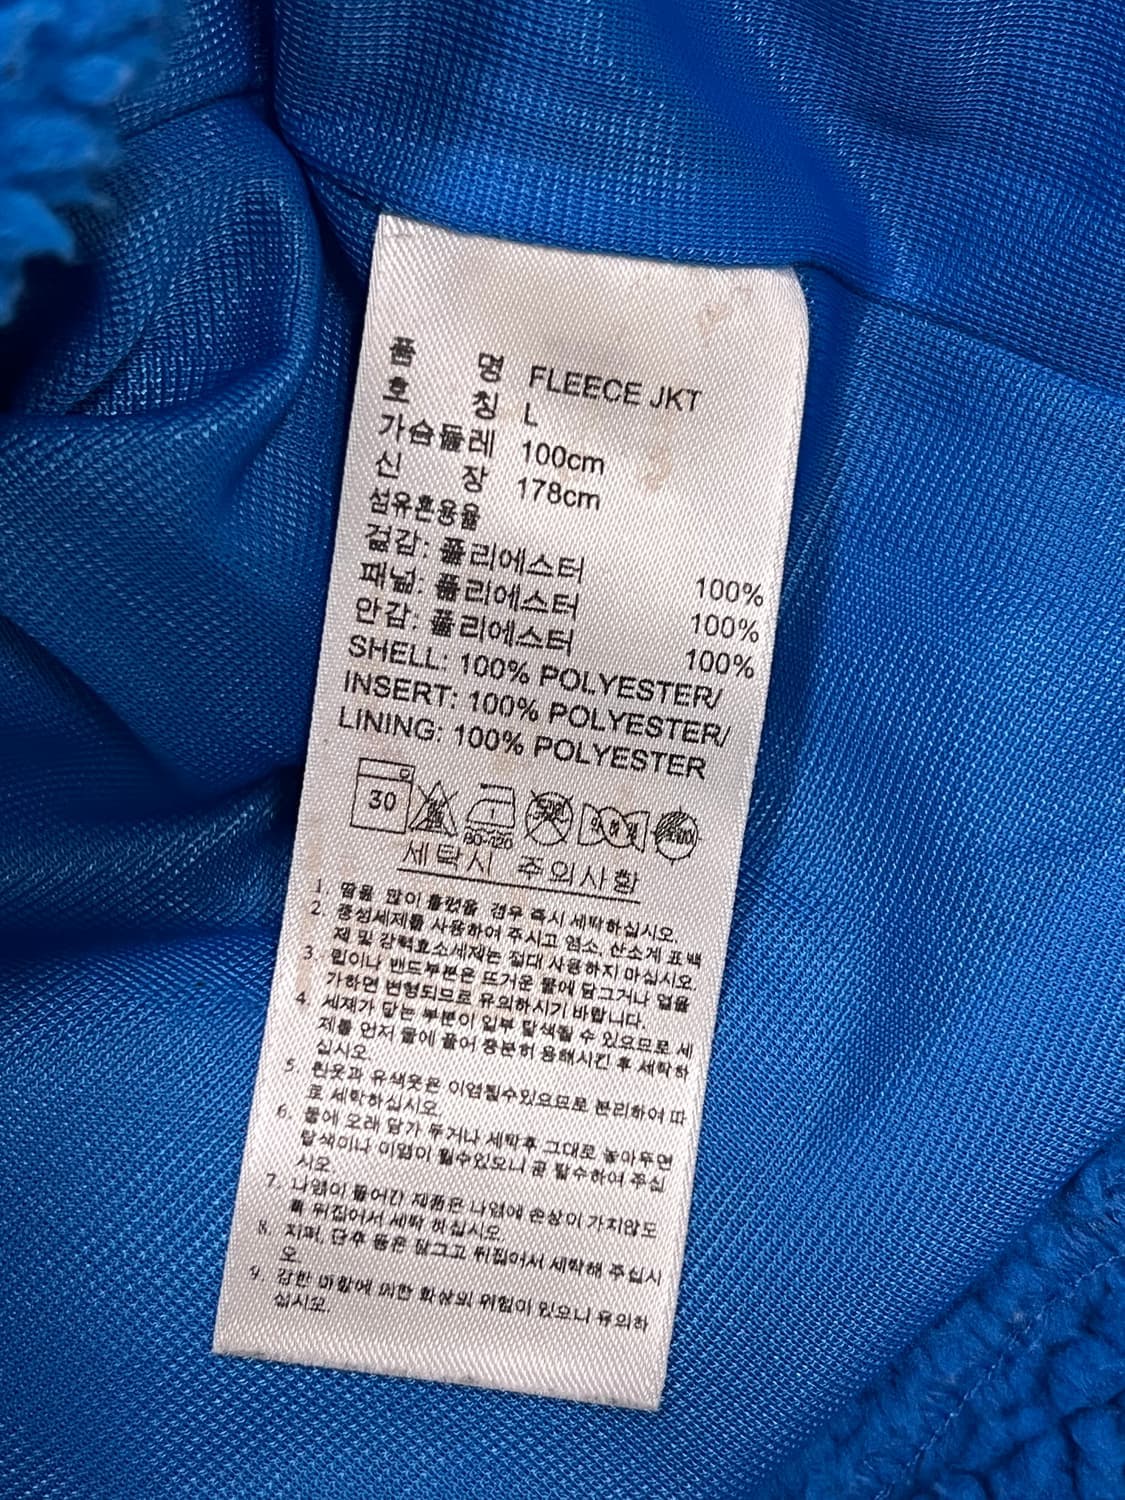 품 명 FLEECE JKT
호 칭 L
가슴둘레 100cm
신 장 178cm
섬유혼용율
겉감: 폴리에스터 100%
패널: 폴리에스터 100%
안감: 폴리에스터 100%
SHELL: 100% POLYESTER/
INSERT: 100% POLYESTER/
LINING: 100% POLYESTER
30 80-120
세탁시 주의사항
1. 땀을 많이 흘렸을 경우 즉시 세탁하십시오.
2. 중성세제를 사용하여 주시고 염소, 산소계 표백
제 및 강력효소세제는 절대 사용하지 마십시오.
3. 립이나 밴드부분은 뜨거운 물에 담그거나 열을
가하면 변형되므로 유의하시기 바랍니다.
4. 세제가 닿는 부분이 일부 탈색될 수 있으므로 세
제를 먼저 물에 풀어 충분히 용해시킨 후 세탁하
십시오.
5. 흰옷과 유색옷은 이염될수있으므로 분리하여 따
로 세탁하십시오.
6. 물에 오래 담가 두거나 세탁후 그대로 놓아두면
탈색이나 이염이 될수있으니 곧 탈수하여 주십
시오.
7. 나염이 들어간 제품은 나염에 손상이 가지않도
록 뒤집어서 세탁 하십시오.
8. 지퍼, 단추 등은 잠그고 뒤집어서 세탁해 주십시
오.
9. 강한 마찰에 의한 화상의 위험이 있으니 유의하
십시오.